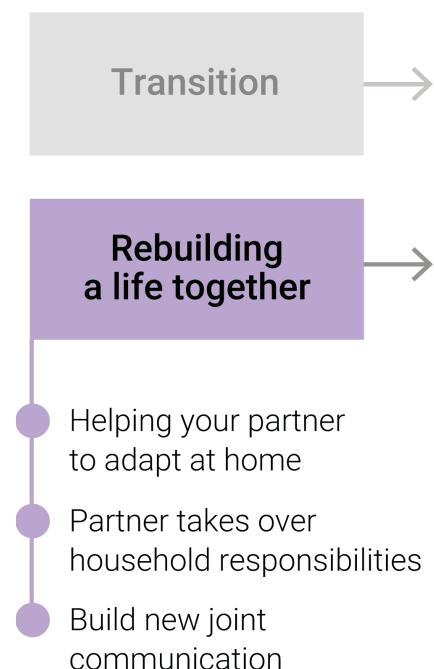 Transition
Rebuilding
a life together
Helping your partner
to adapt at home
Partner takes over
household responsibilities
Build new joint
communication